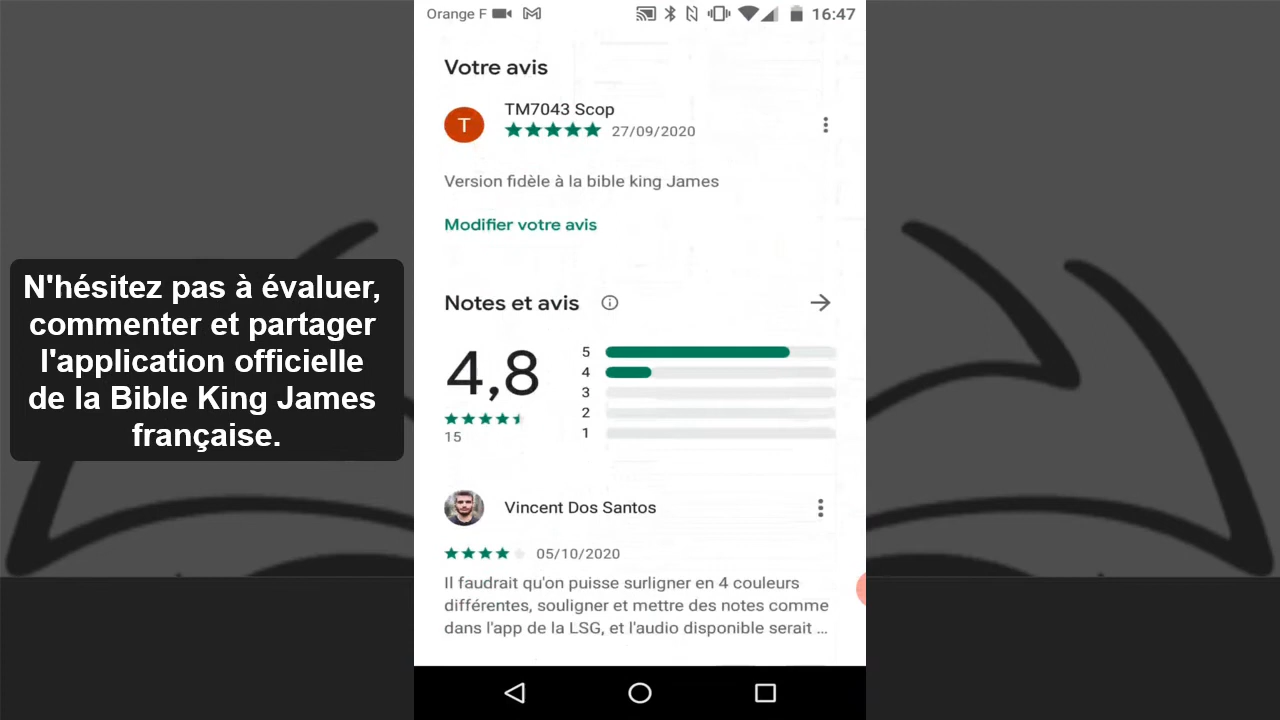 Orange F
16:47
Votre avis
T
TM7043 Scop
27/09/2020
Version fidèle à la bible king James
Modifier votre avis
N'hésitez pas à évaluer,
commenter et partager
l'application officielle
de la Bible King James
française.
Notes et avis
4,8
15
5
4
3
2
1
Vincent Dos Santos
05/10/2020
Il faudrait qu'on puisse surligner en 4 couleurs
différentes, souligner et mettre des notes comme
dans l'app de la LSG, et l'audio disponible serait ...